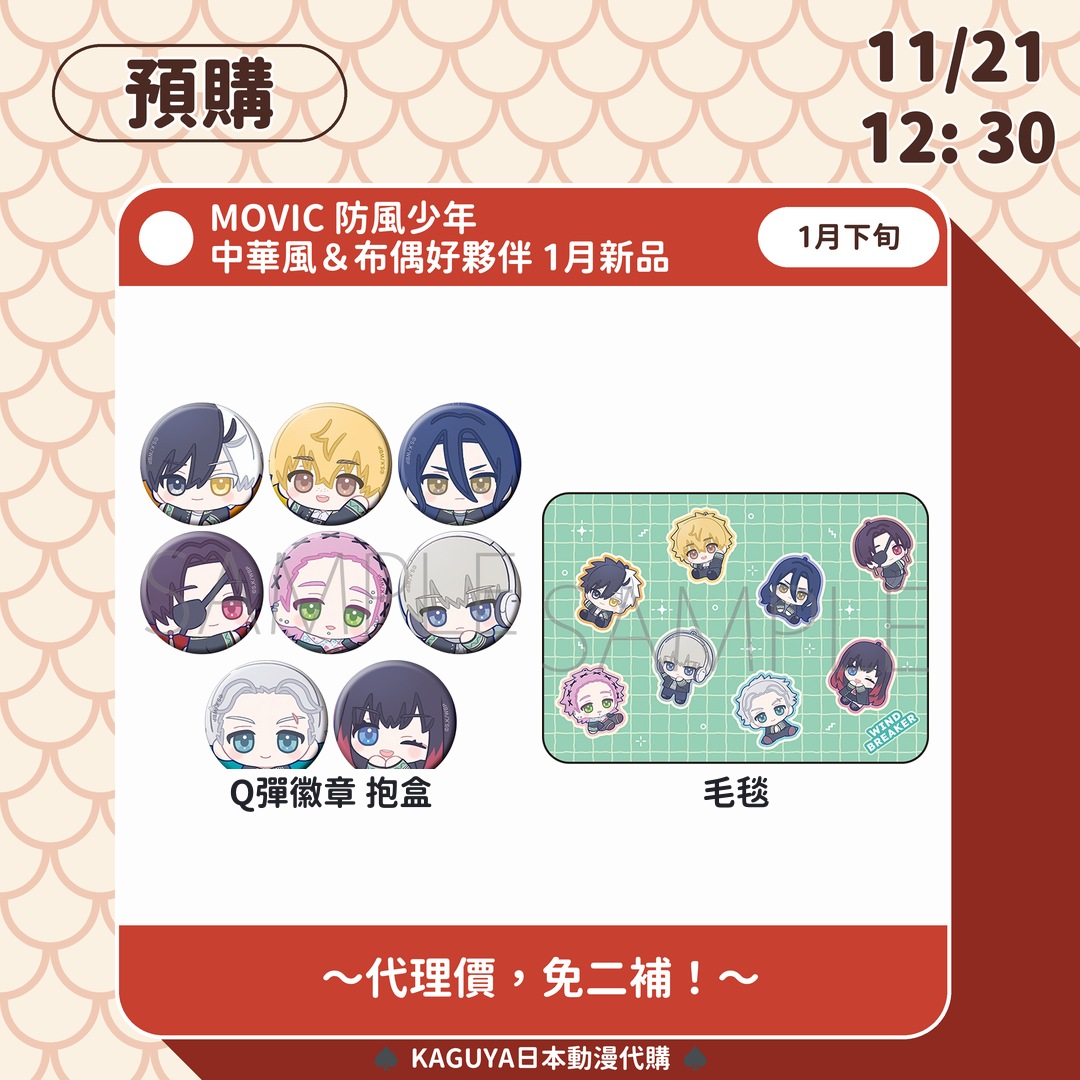 預購
11/21
12: 30
MOVIC 防風少年
中華風＆布偶好夥伴 1月新品
1月下旬
SAMPLE
SAMPLE
WIND
BREAKER
Q彈徽章 抱盒
毛毯
～代理價，免二補！～
♠ KAGUYA日本動漫代購 ♠